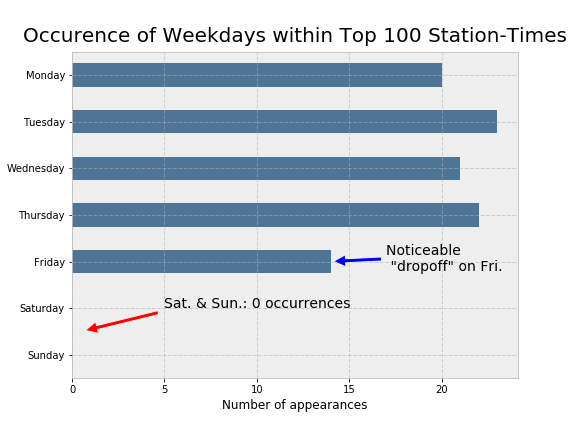 Occurence of Weekdays within Top 100 Station-Times
Monday
Tuesday
Wednesday
Thursday
Friday
Noticeable
"dropoff" on Fri.
Saturday
Sat. & Sun.: 0 occurrences
Sunday
0 5 10 15 20
Number of appearances